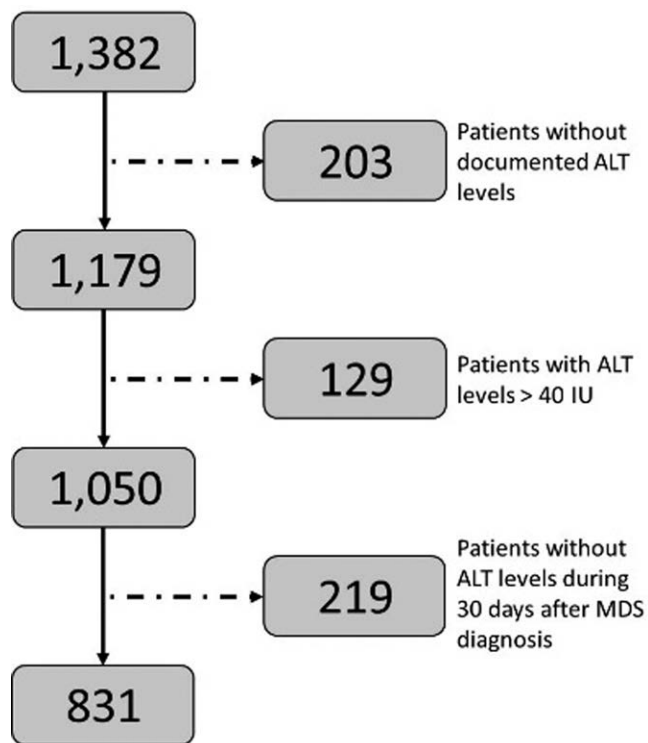 1,382
203
Patients without
documented ALT
levels
1,179
129
Patients with ALT
levels > 40 IU
1,050
219
Patients without
ALT levels during
30 days after MDS
diagnosis
831